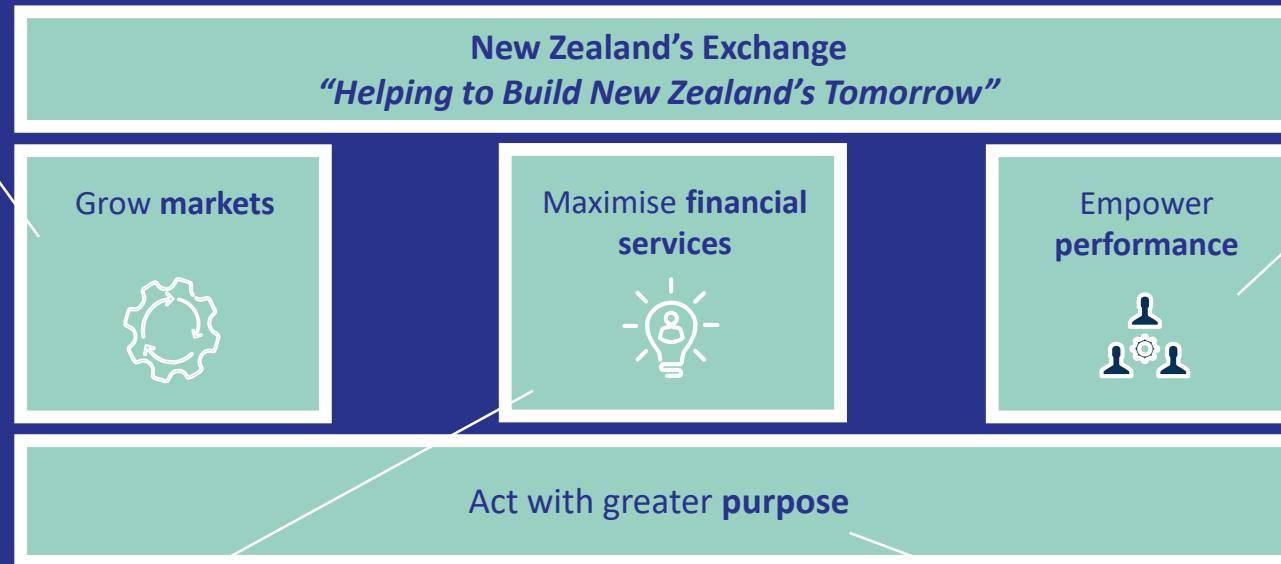 New Zealand’s Exchange
“Helping to Build New Zealand’s Tomorrow”
Grow markets
Maximise financial
services
Empower
performance
Act with greater purpose